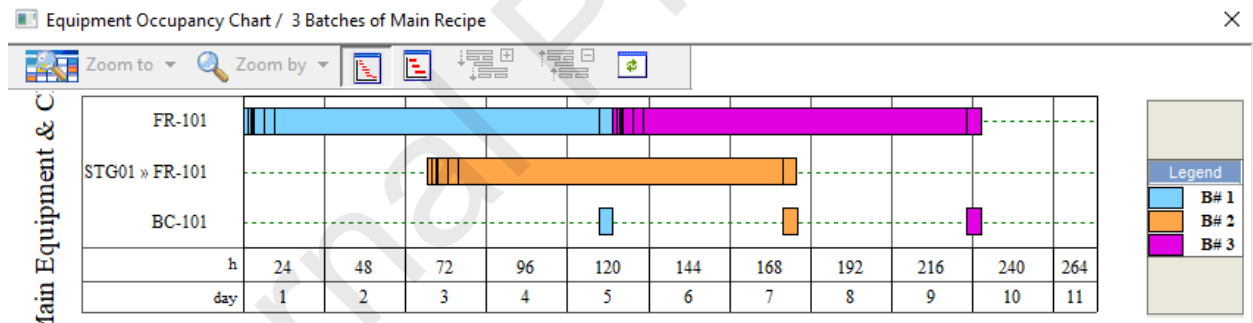 Equipment Occupancy Chart / 3 Batches of Main Recipe
Zoom to Zoom by
Main Equipment & C
FR-101
STG01 » FR-101
BC-101
h 24 48 72 96 120 144 168 192 216 240 264
day 1 2 3 4 5 6 7 8 9 10 11
Legend
B# 1
B# 2
B# 3
rnal P